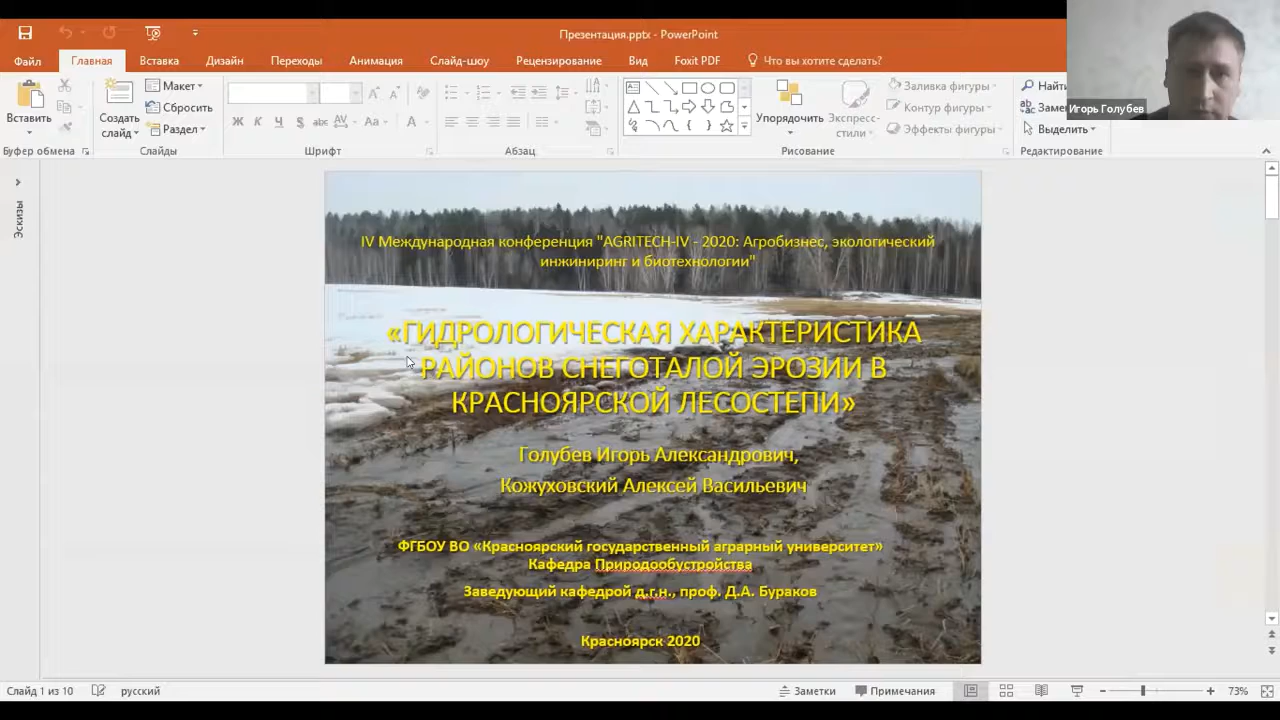 Презентация.pptx - PowerPoint
Файл Главная Вставка Дизайн Переходы Анимация Слайд-шоу Рецензирование Вид Foxit PDF Что вы хотите сделать?
Игорь Голубев
Вставить
Создать слайд
Макет
Сбросить
Раздел
Ж К Ч S abc AV Aa A
Упорядочить
Экспресс-стили
Заливка фигуры
Контур фигуры
Эффекты фигуры
Найти
Выделить
Буфер обмена Слайды Шрифт Абзац Рисование Редактирование
Эскизы
IV Международная конференция "AGRITECH-IV - 2020: Агробизнес, экологический
инжиниринг и биотехнологии"
«ГИДРОЛОГИЧЕСКАЯ ХАРАКТЕРИСТИКА
РАЙОНОВ СНЕГОТАЛОЙ ЭРОЗИИ В
КРАСНОЯРСКОЙ ЛЕСОСТЕПИ»
Голубев Игорь Александрович,
Кожуховский Алексей Васильевич
ФГБОУ ВО «Красноярский государственный аграрный университет»
Кафедра Природообустройства
Заведующий кафедрой д.г.н., проф. Д.А. Бураков
Красноярск 2020
Слайд 1 из 10 русский Заметки Примечания 73%